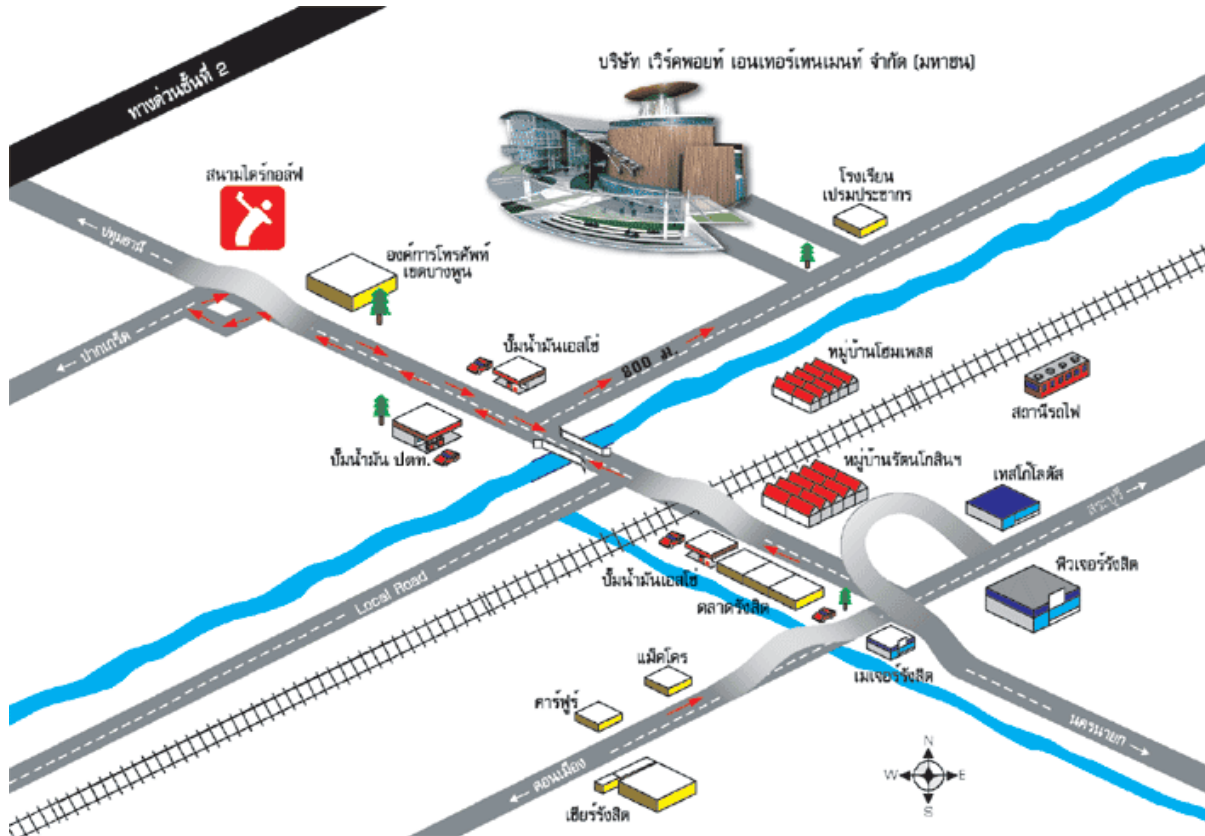 บริษัท เวิร์คพอยท์ เอนเทอร์เทนเมนท์ จำกัด (มหาชน)
ทางด่วนชั้นที่ 2
สนามไดร์กอล์ฟ
โรงเรียน
เปรมประชากร
ปทุมธานี
องค์การโทรศัพท์
เขตบางพูน
ปากเกร็ด
ปั๊มน้ำมันเอสโซ่
800 ม.
หมู่บ้านโฮมเพลส
สถานีรถไฟ
ปั๊มน้ำมัน ปตท.
หมู่บ้านรัตนโกสินฯ
เทสโก้โลตัส
สระบุรี
ฟิวเจอร์รังสิต
ปั๊มน้ำมันเอสโซ่
ตลาดรังสิต
Local Road
แม็คโคร
เมเจอร์รังสิต
คาร์ฟูร์
นครนายก
ดอนเมือง
เซียร์รังสิต
N
W
E
S